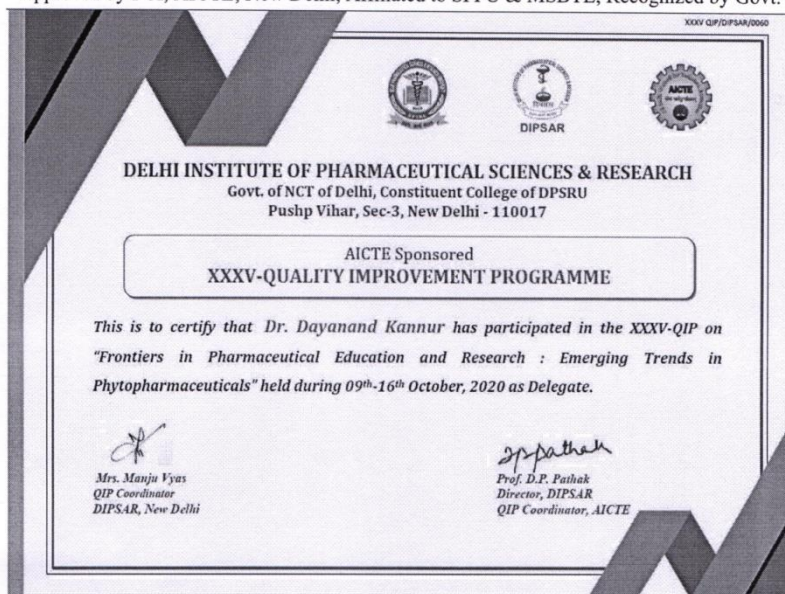 XXXV QIP/DIPSAR/0060
DIPSAR
AICTE
DELHI INSTITUTE OF PHARMACEUTICAL SCIENCES & RESEARCH
Govt. of NCT of Delhi, Constituent College of DPSRU
Pushp Vihar, Sec-3, New Delhi - 110017
AICTE Sponsored
XXXV-QUALITY IMPROVEMENT PROGRAMME
This is to certify that Dr. Dayanand Kannur has participated in the XXXV-QIP on
"Frontiers in Pharmaceutical Education and Research : Emerging Trends in
Phytopharmaceuticals" held during 09th-16th October, 2020 as Delegate.
DPPathak
Mrs. Manju Vyas
QIP Coordinator
DIPSAR, New Delhi
Prof. D.P. Pathak
Director, DIPSAR
QIP Coordinator, AICTE